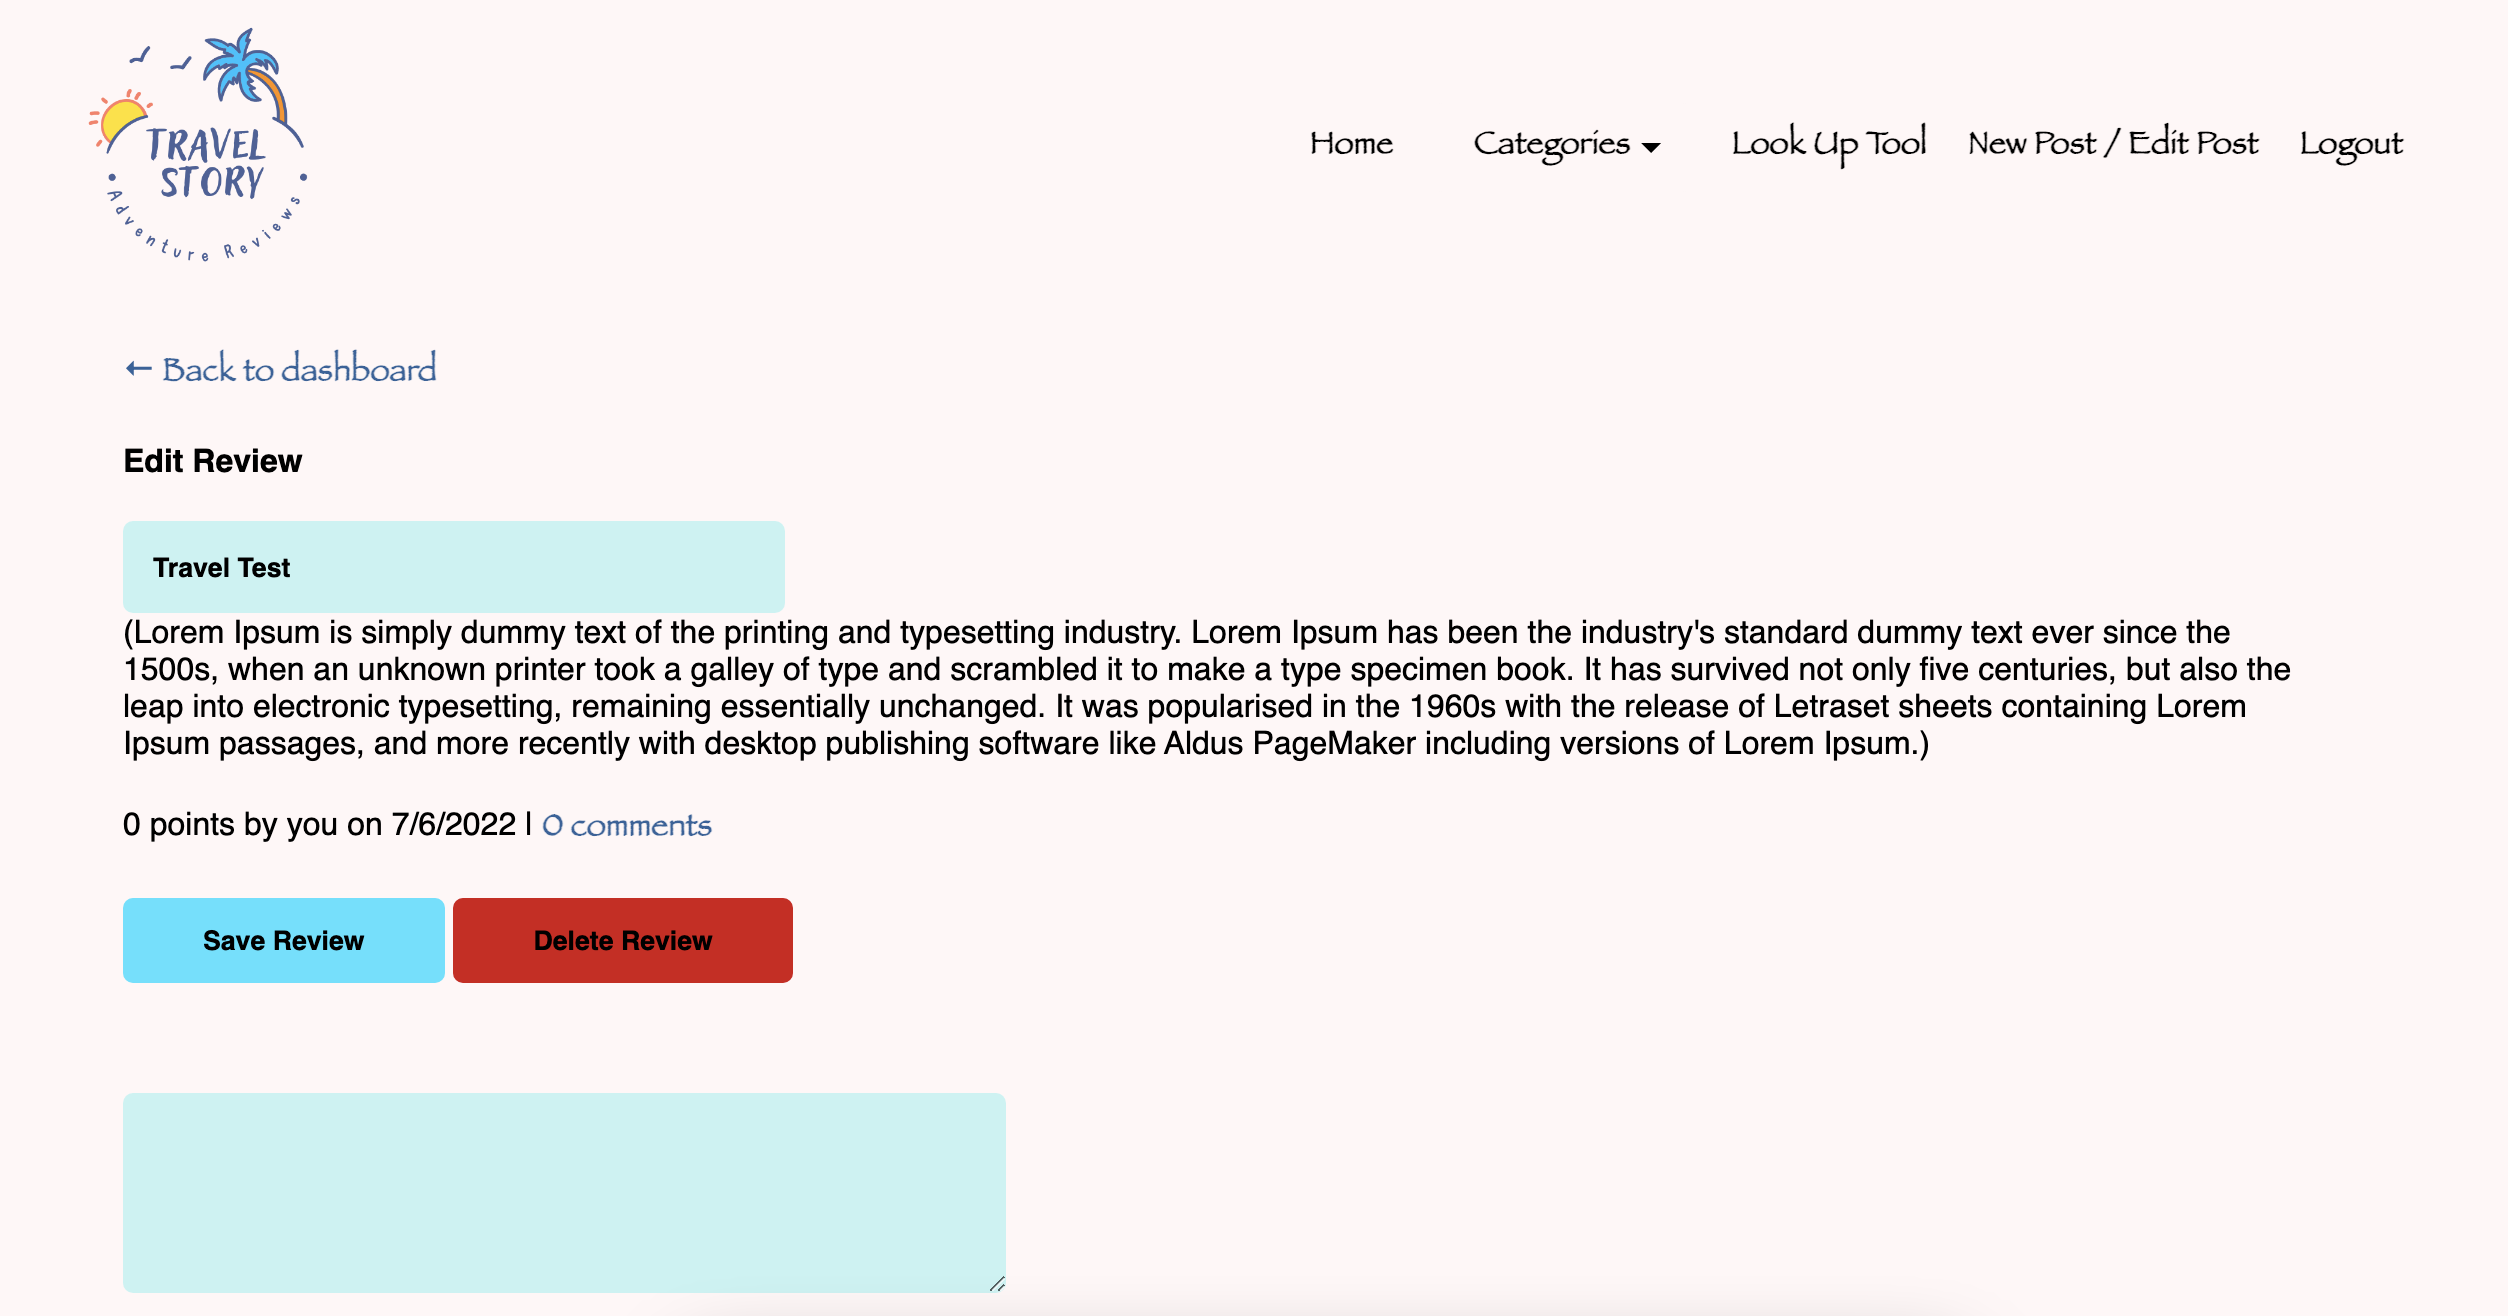 TRAVEL
STORY
Adventure Reviews
Home Categories Look Up Tool New Post / Edit Post Logout
← Back to dashboard
Edit Review
Travel Test
(Lorem Ipsum is simply dummy text of the printing and typesetting industry. Lorem Ipsum has been the industry's standard dummy text ever since the
1500s, when an unknown printer took a galley of type and scrambled it to make a type specimen book. It has survived not only five centuries, but also the
leap into electronic typesetting, remaining essentially unchanged. It was popularised in the 1960s with the release of Letraset sheets containing Lorem
Ipsum passages, and more recently with desktop publishing software like Aldus PageMaker including versions of Lorem Ipsum.)
0 points by you on 7/6/2022 | 0 comments
Save Review Delete Review